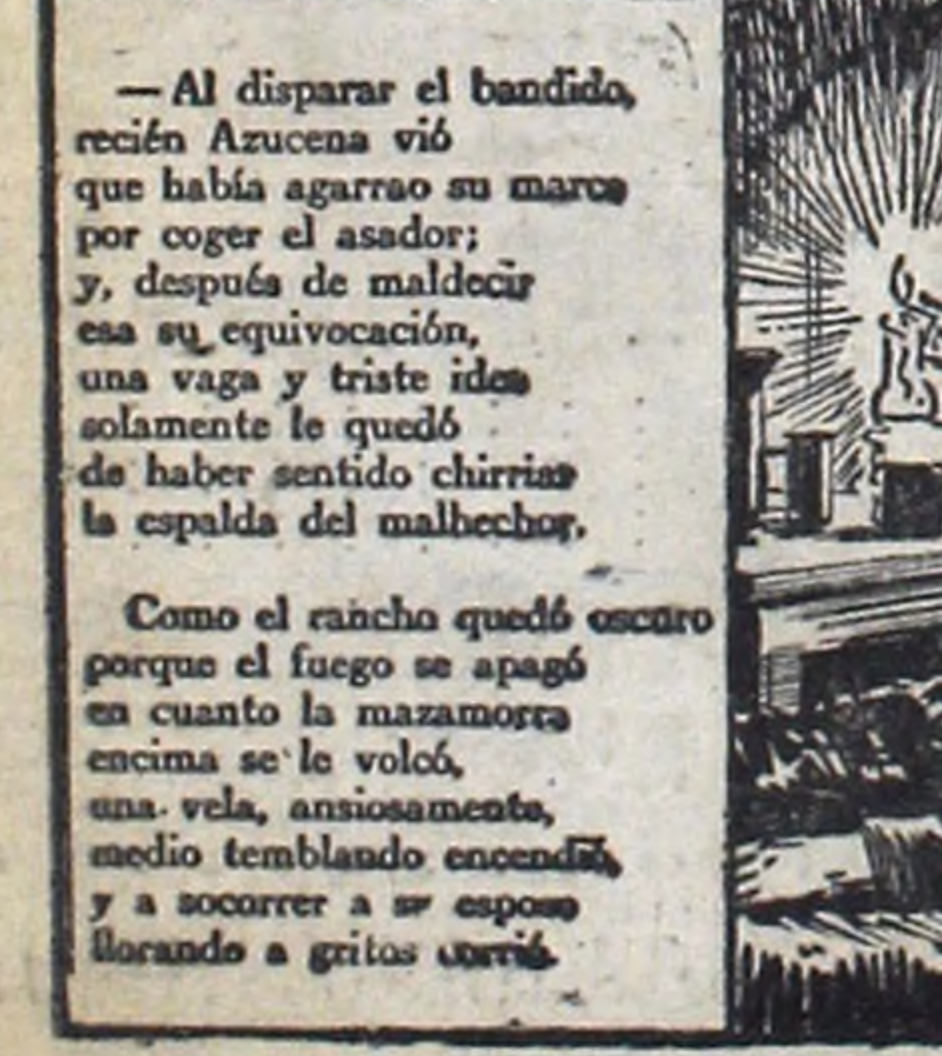 —Al disparar el bandido,
recién Azucena vió
que había agarrao su marca
por coger el asador;
y, después de maldecir
esa su equivocación,
una vaga y triste idea
solamente le quedó
de haber sentido chirriar
la espalda del malhechor.
Como el rancho quedó oscuro
porque el fuego se apagó
en cuanto la mazamorra
encima se le volcó,
una vela, ansiosamente,
medio temblando encendió,
y a socorrer a su esposo
llorando a gritos corrió.